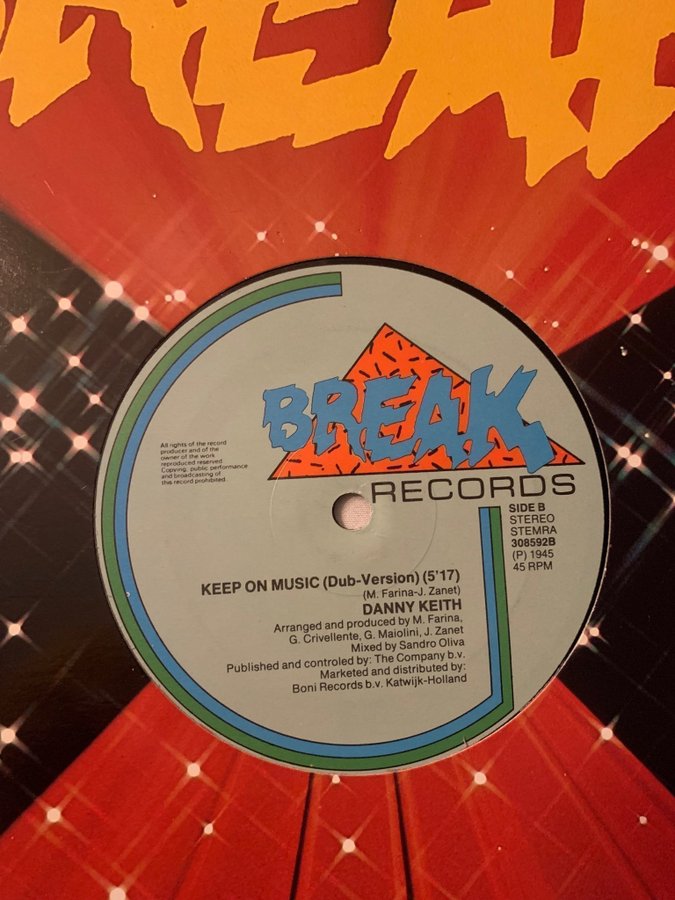 BREAK
BREAK
RECORDS
All rights of the record
producer and of the
owner of the work
reproduced reserved.
Copying, public performance
and broadcasting of
this record prohibited.
SIDE B
STEREO
STEMRA
308592B
(P) 1945
45 RPM
KEEP ON MUSIC (Dub-Version) (5'17)
(M. Farina-J. Zanet)
DANNY KEITH
Arranged and produced by M. Farina,
G. Crivellente, G. Maiolini, J. Zanet
Mixed by Sandro Oliva
Published and controled by: The Company b.v.
Marketed and distributed by:
Boni Records b.v. Katwijk-Holland